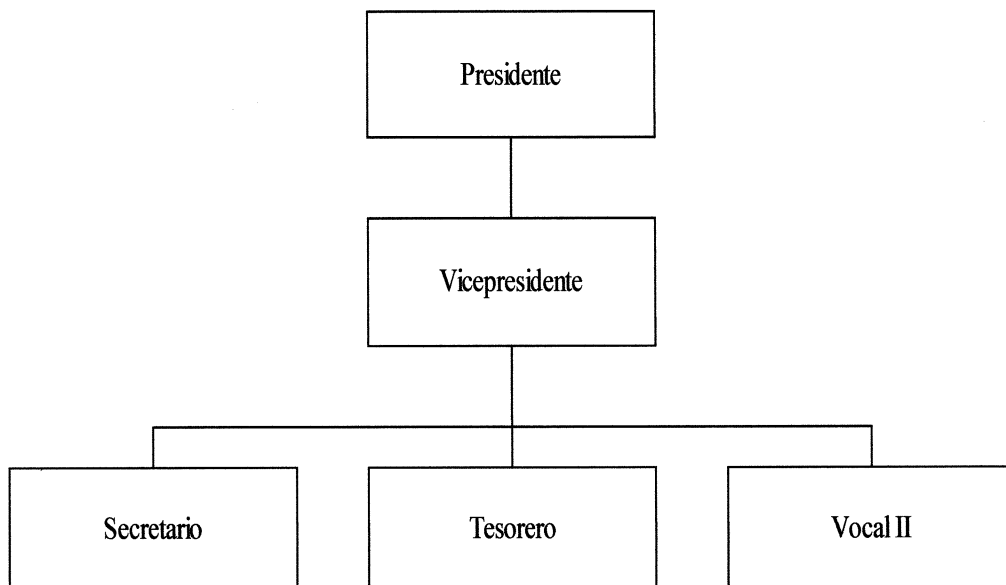 Presidente
Vicepresidente
Secretario
Tesorero
Vocal II